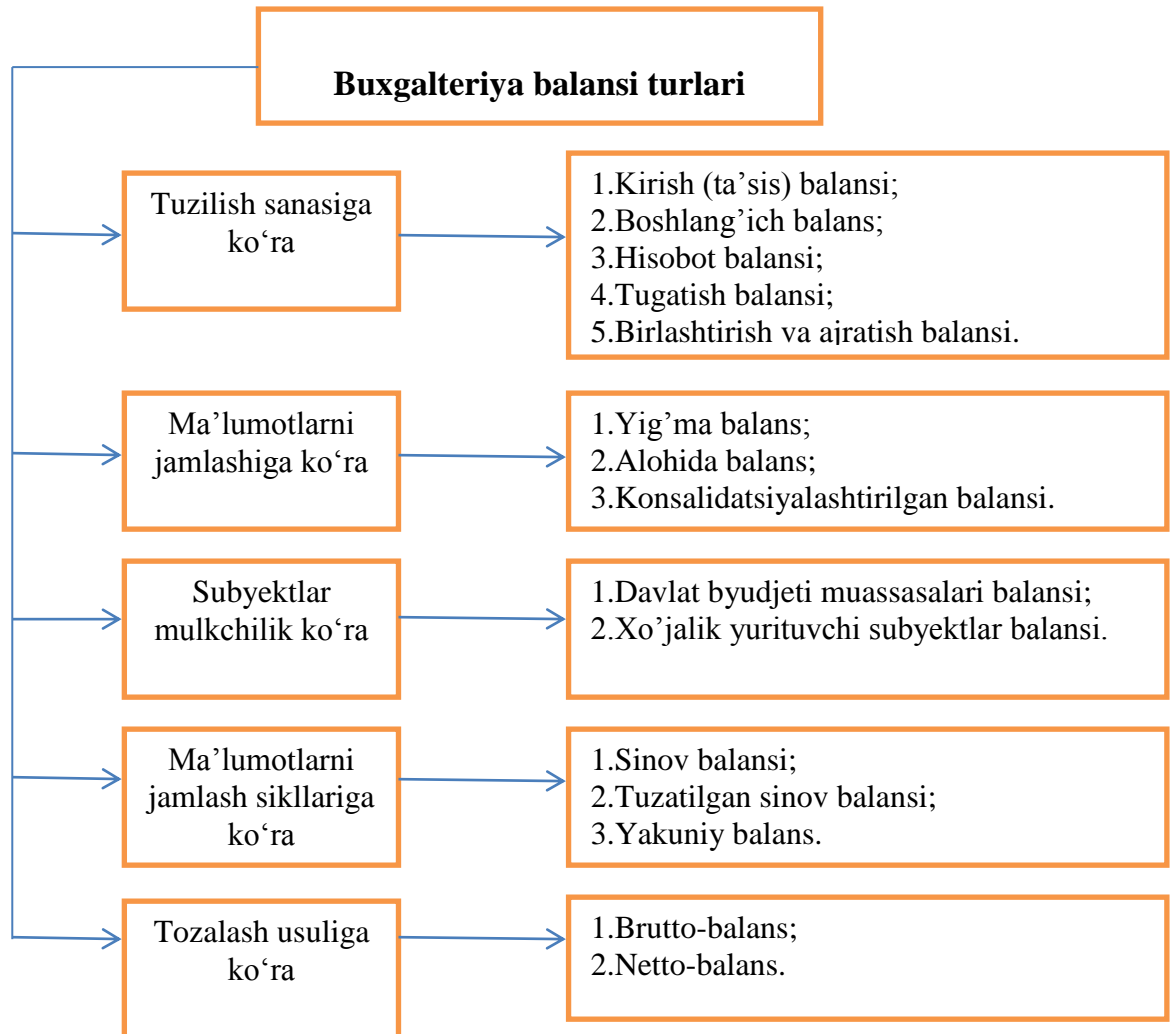 Buxgalteriya balansi turlari
Tuzilish sanasiga
ko‘ra
1.Kirish (ta’sis) balansi;
2.Boshlang’ich balans;
3.Hisobot balansi;
4.Tugatish balansi;
5.Birlashtirish va ajratish balansi.
Ma’lumotlarni
jamlashiga ko‘ra
1.Yig’ma balans;
2.Alohida balans;
3.Konsalidatsiyalashtirilgan balansi.
Subyektlar
mulkchilik ko‘ra
1.Davlat byudjeti muassasalari balansi;
2.Xo’jalik yurituvchi subyektlar balansi.
Ma’lumotlarni
jamlash sikllariga
ko‘ra
1.Sinov balansi;
2.Tuzatilgan sinov balansi;
3.Yakuniy balans.
Tozalash usuliga
ko‘ra
1.Brutto-balans;
2.Netto-balans.